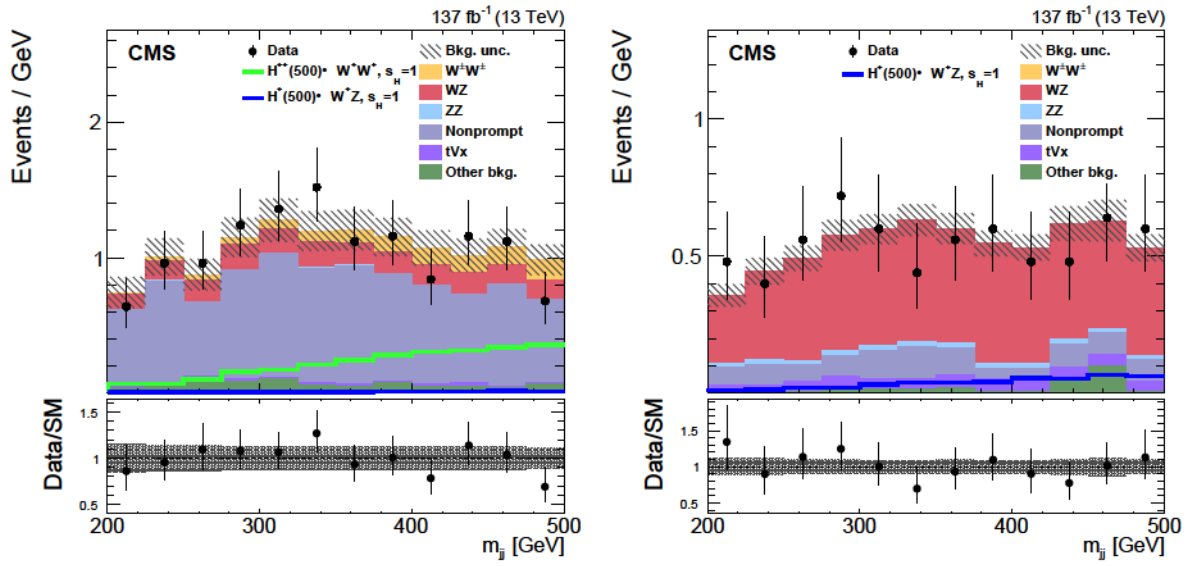 137 fb⁻¹ (13 TeV)
CMS
Data
H⁺⁺(500)• W⁺W⁺, s_H=1
H⁺(500)• W⁺Z, s_H=1
Bkg. unc.
W±W±
WZ
ZZ
Nonprompt
tVx
Other bkg.
Events / GeV
2
1
Data/SM
1.5
1
0.5
200
300
400
500
m_jj [GeV]
137 fb⁻¹ (13 TeV)
CMS
Data
H⁺(500)• W⁺Z, s_H=1
Bkg. unc.
W±W±
WZ
ZZ
Nonprompt
tVx
Other bkg.
Events / GeV
1
0.5
Data/SM
1.5
1
0.5
200
300
400
500
m_jj [GeV]